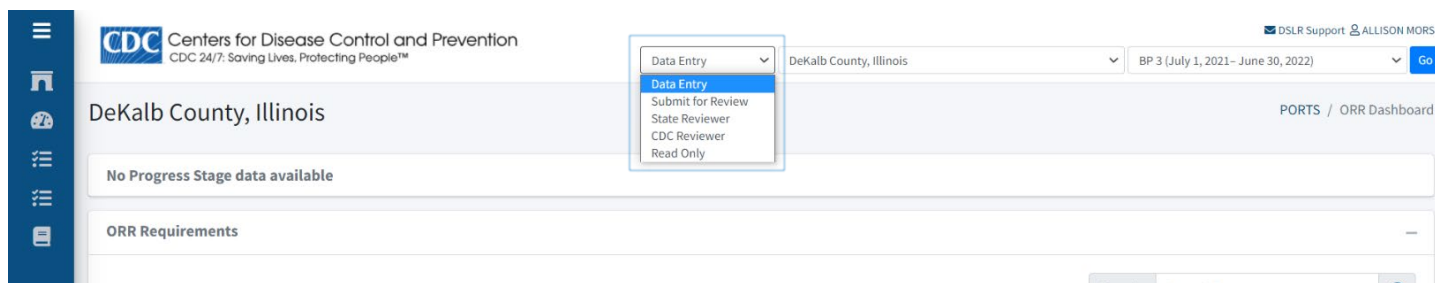 DSLR Support ALLISON MORS
CDC Centers for Disease Control and Prevention
CDC 24/7: Saving Lives, Protecting People™
Data Entry DeKalb County, Illinois BP 3 (July 1, 2021– June 30, 2022) Go
Data Entry
Submit for Review
State Reviewer
CDC Reviewer
Read Only
DeKalb County, Illinois PORTS / ORR Dashboard
No Progress Stage data available
ORR Requirements